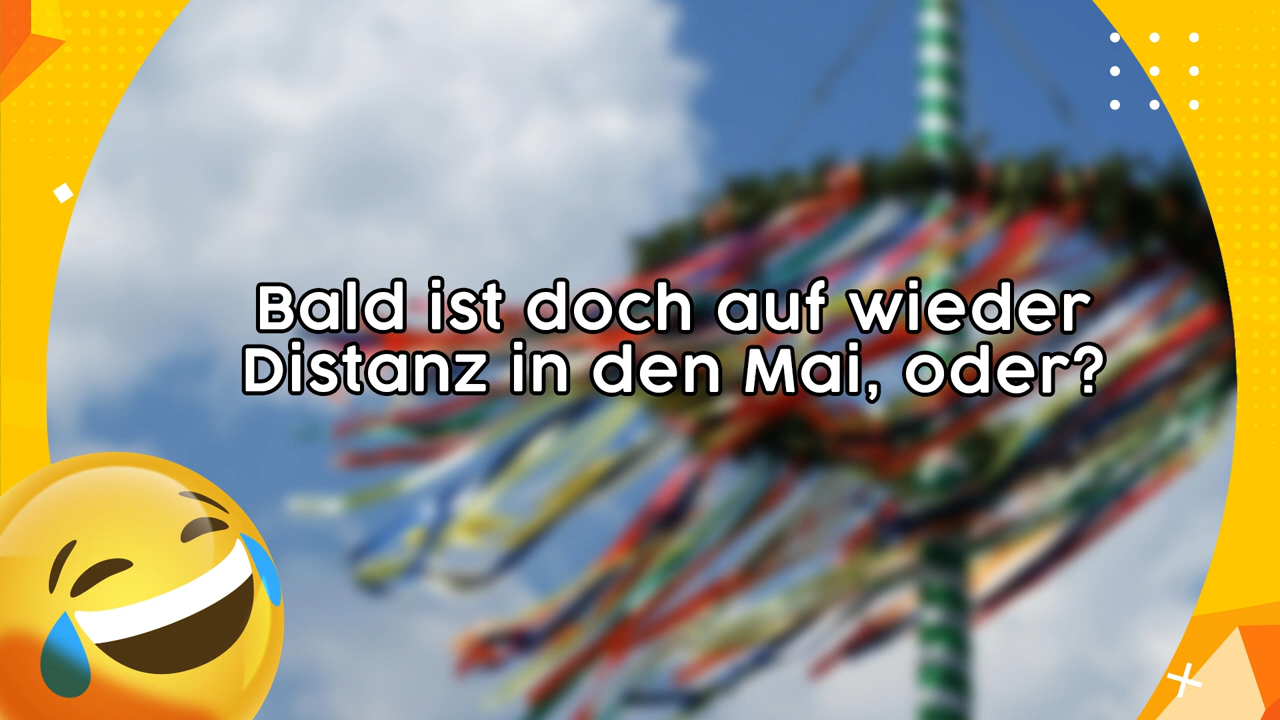 Bald ist doch auf wieder
Distanz in den Mai, oder?